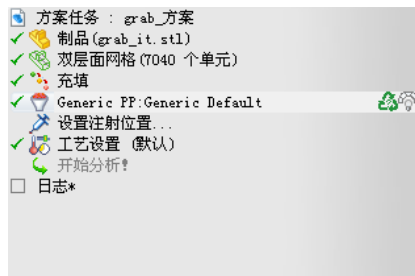 方案任务 : grab_方案
制品(grab_it.stl)
双层面网格(7040 个单元)
充填
Generic PP:Generic Default
设置注射位置...
工艺设置 (默认)
开始分析!
日志*